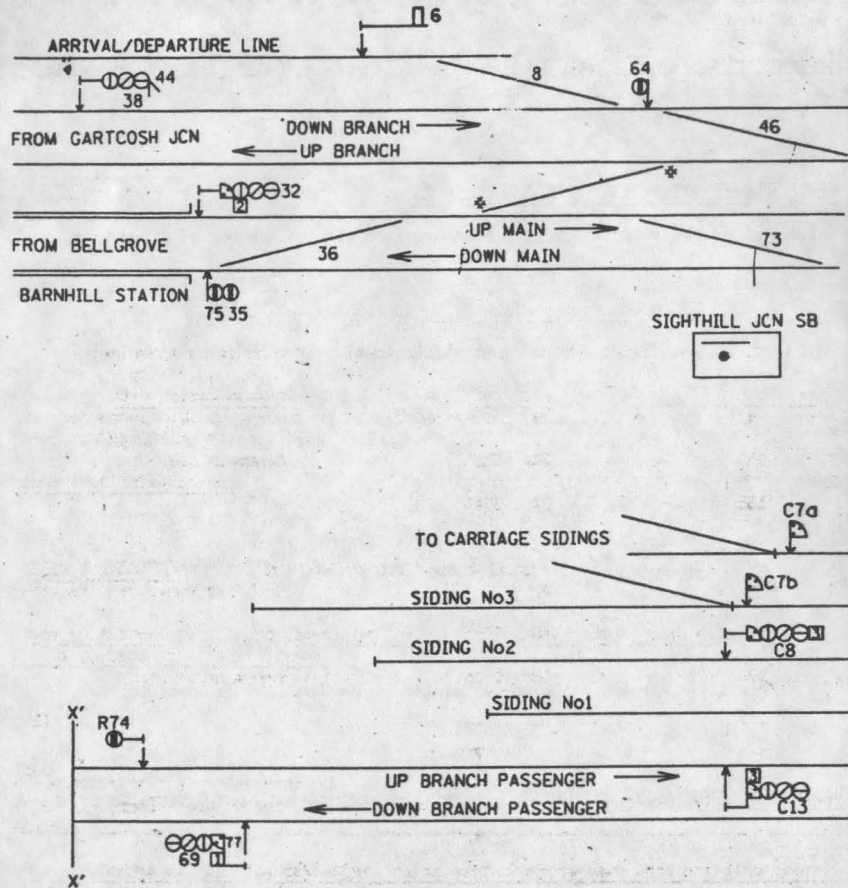 6
ARRIVAL/DEPARTURE LINE
44
38
8
64
FROM GARTCOSH JCN
DOWN BRANCH
UP BRANCH
46
32
2
FROM BELLGROVE
UP MAIN
DOWN MAIN
36
73
BARNHILL STATION
75 35
SIGHTHILL JCN SB
C7a
TO CARRIAGE SIDINGS
C7b
SIDING No3
C8
SIDING No2
SIDING No1
X'
R74
UP BRANCH PASSENGER
3
DOWN BRANCH PASSENGER
C13
77
69
1
X'